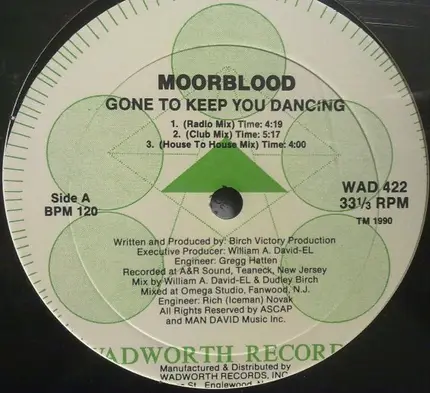 MOORBLOOD
GONE TO KEEP YOU DANCING
1. (Radio Mix) Time: 4:19
2. (Club Mix) Time: 5:17
3. (House To House Mix) Time: 4:00
Side A
BPM 120
WAD 422
33⅓ RPM
TM 1990
Written and Produced by: Birch Victory Production
Executive Producer: William A. David-EL
Engineer: Gregg Hatten
Recorded at A&R Sound, Teaneck, New Jersey
Mix by William A. David-EL & Dudley Birch
Mixed at Omega Studio, Fanwood, N.J.
Engineer: Rich (Iceman) Novak
All Rights Reserved by ASCAP
and MAN DAVID Music Inc.
WADWORTH RECORD
Manufactured & Distributed by
WADWORTH RECORDS, INC.
St., Englewood,